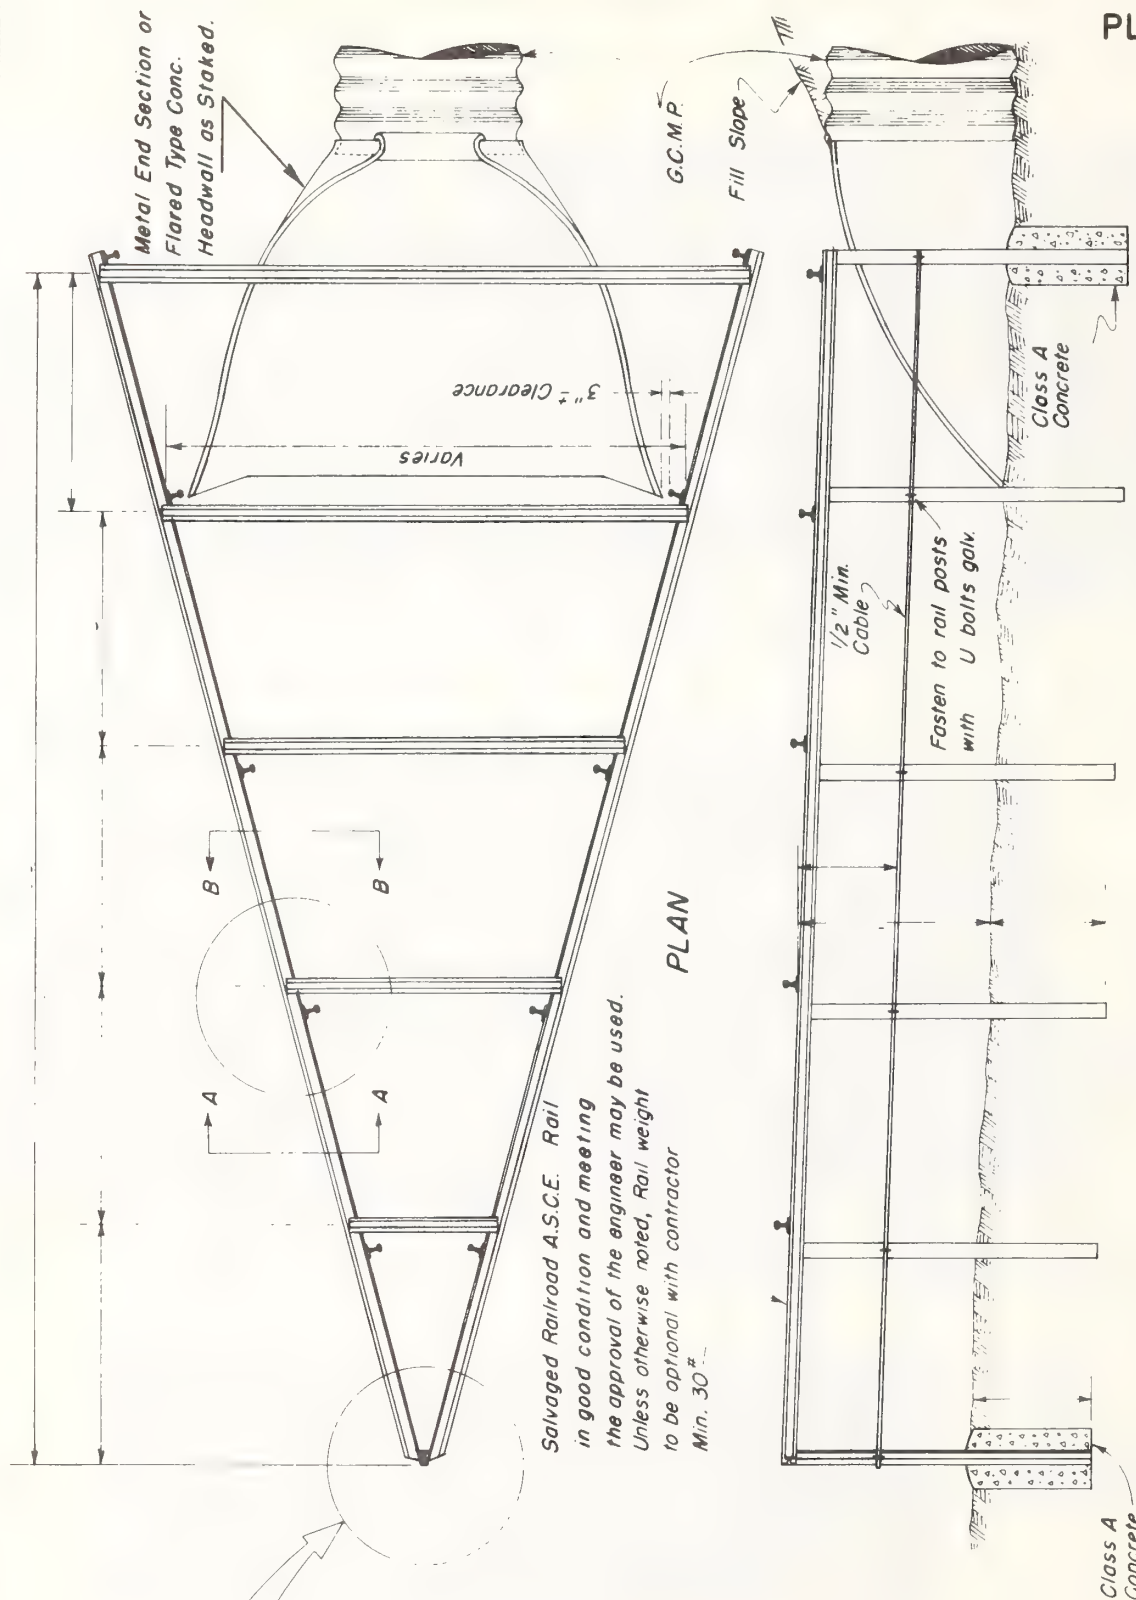 PL
Metal End Section or
Flared Type Conc.
Headwall as Staked.
G.C.M.P.
Fill Slope
3"± Clearance
Varies
Class A
Concrete
1/2" Min.
Cable
Fasten to rail posts
with U bolts galv.
B
B
PLAN
A
A
Salvaged Railroad A.S.C.E. Rail
in good condition and meeting
the approval of the engineer may be used.
Unless otherwise noted, Rail weight
to be optional with contractor
Min. 30#
Class A
Concrete